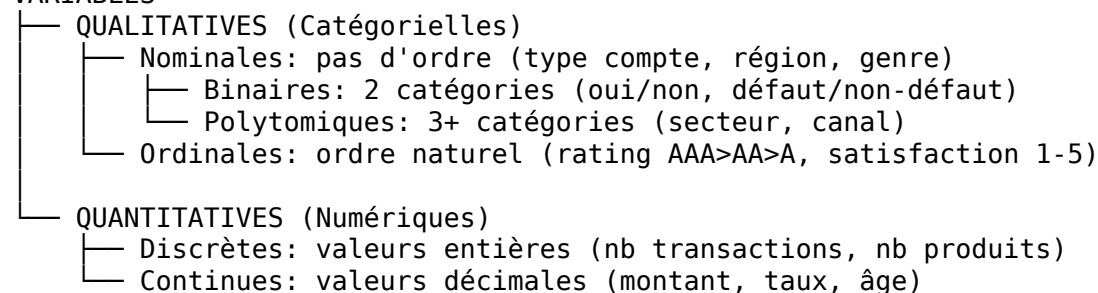 ├── QUALITATIVES (Catégorielles)
│   ├── Nominales: pas d'ordre (type compte, région, genre)
│   │   ├── Binaires: 2 catégories (oui/non, défaut/non-défaut)
│   │   └── Polytomiques: 3+ catégories (secteur, canal)
│   └── Ordinales: ordre naturel (rating AAA>AA>A, satisfaction 1-5)
│
└── QUANTITATIVES (Numériques)
    ├── Discrètes: valeurs entières (nb transactions, nb produits)
    └── Continues: valeurs décimales (montant, taux, âge)